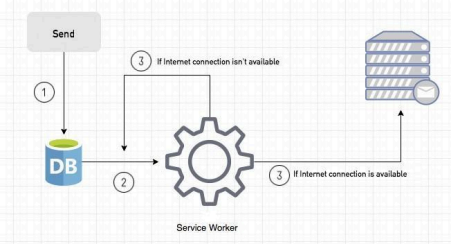 Send
3 If Internet connection isn't available
1
DB
2
3 If Internet connection is available
Service Worker